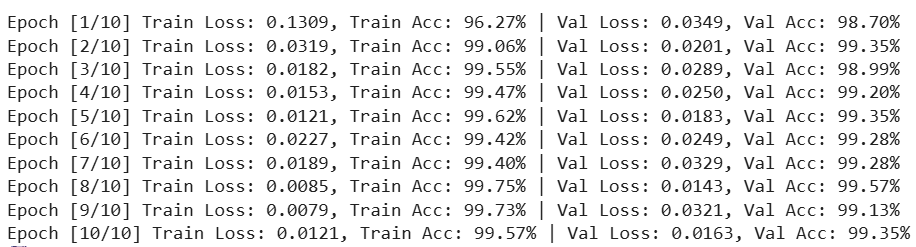 Epoch [1/10] Train Loss: 0.1309, Train Acc: 96.27% | Val Loss: 0.0349, Val Acc: 98.70%
Epoch [2/10] Train Loss: 0.0319, Train Acc: 99.06% | Val Loss: 0.0201, Val Acc: 99.35%
Epoch [3/10] Train Loss: 0.0182, Train Acc: 99.55% | Val Loss: 0.0289, Val Acc: 98.99%
Epoch [4/10] Train Loss: 0.0153, Train Acc: 99.47% | Val Loss: 0.0250, Val Acc: 99.20%
Epoch [5/10] Train Loss: 0.0121, Train Acc: 99.62% | Val Loss: 0.0183, Val Acc: 99.35%
Epoch [6/10] Train Loss: 0.0227, Train Acc: 99.42% | Val Loss: 0.0249, Val Acc: 99.28%
Epoch [7/10] Train Loss: 0.0189, Train Acc: 99.40% | Val Loss: 0.0329, Val Acc: 99.28%
Epoch [8/10] Train Loss: 0.0085, Train Acc: 99.75% | Val Loss: 0.0143, Val Acc: 99.57%
Epoch [9/10] Train Loss: 0.0079, Train Acc: 99.73% | Val Loss: 0.0321, Val Acc: 99.13%
Epoch [10/10] Train Loss: 0.0121, Train Acc: 99.57% | Val Loss: 0.0163, Val Acc: 99.35%